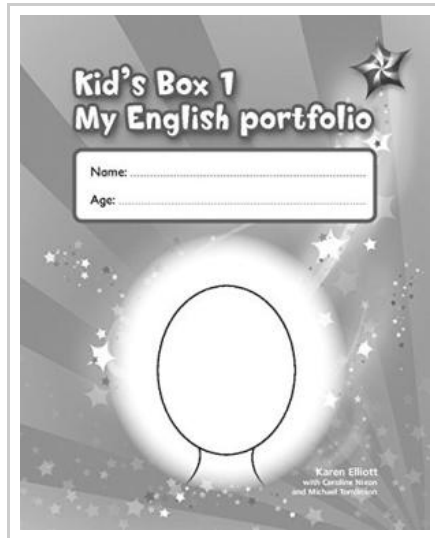 Kid's Box 1
My English portfolio
Name:
Age:
Karen Elliott
with Caroline Nixon
and Michael Tomlinson